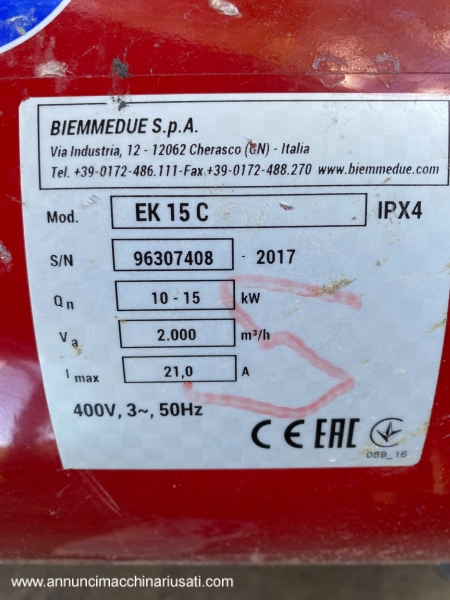 BIEMMEDUE S.p.A.
Via Industria, 12 - 12062 Cherasco (CN) - Italia
Tel. +39-0172-486.111-Fax +39-0172-488.270 www.biemmedue.com
Mod. EK 15 C IPX4
S/N 96307408 - 2017
Qn 10 - 15 kW
Va 2.000 m³/h
I max 21,0 A
400V, 3~, 50Hz
CE EAC
089_16
www.annuncimacchinariusati.com